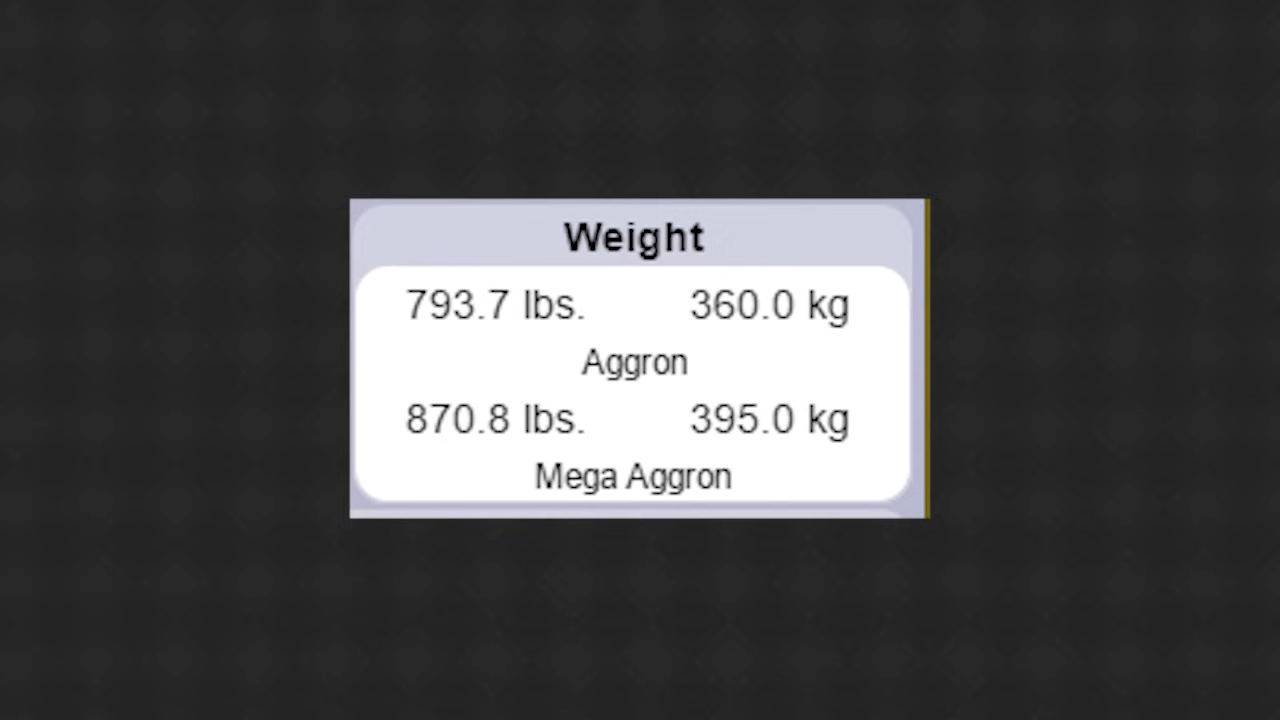 Weight
793.7 lbs. 360.0 kg
Aggron
870.8 lbs. 395.0 kg
Mega Aggron